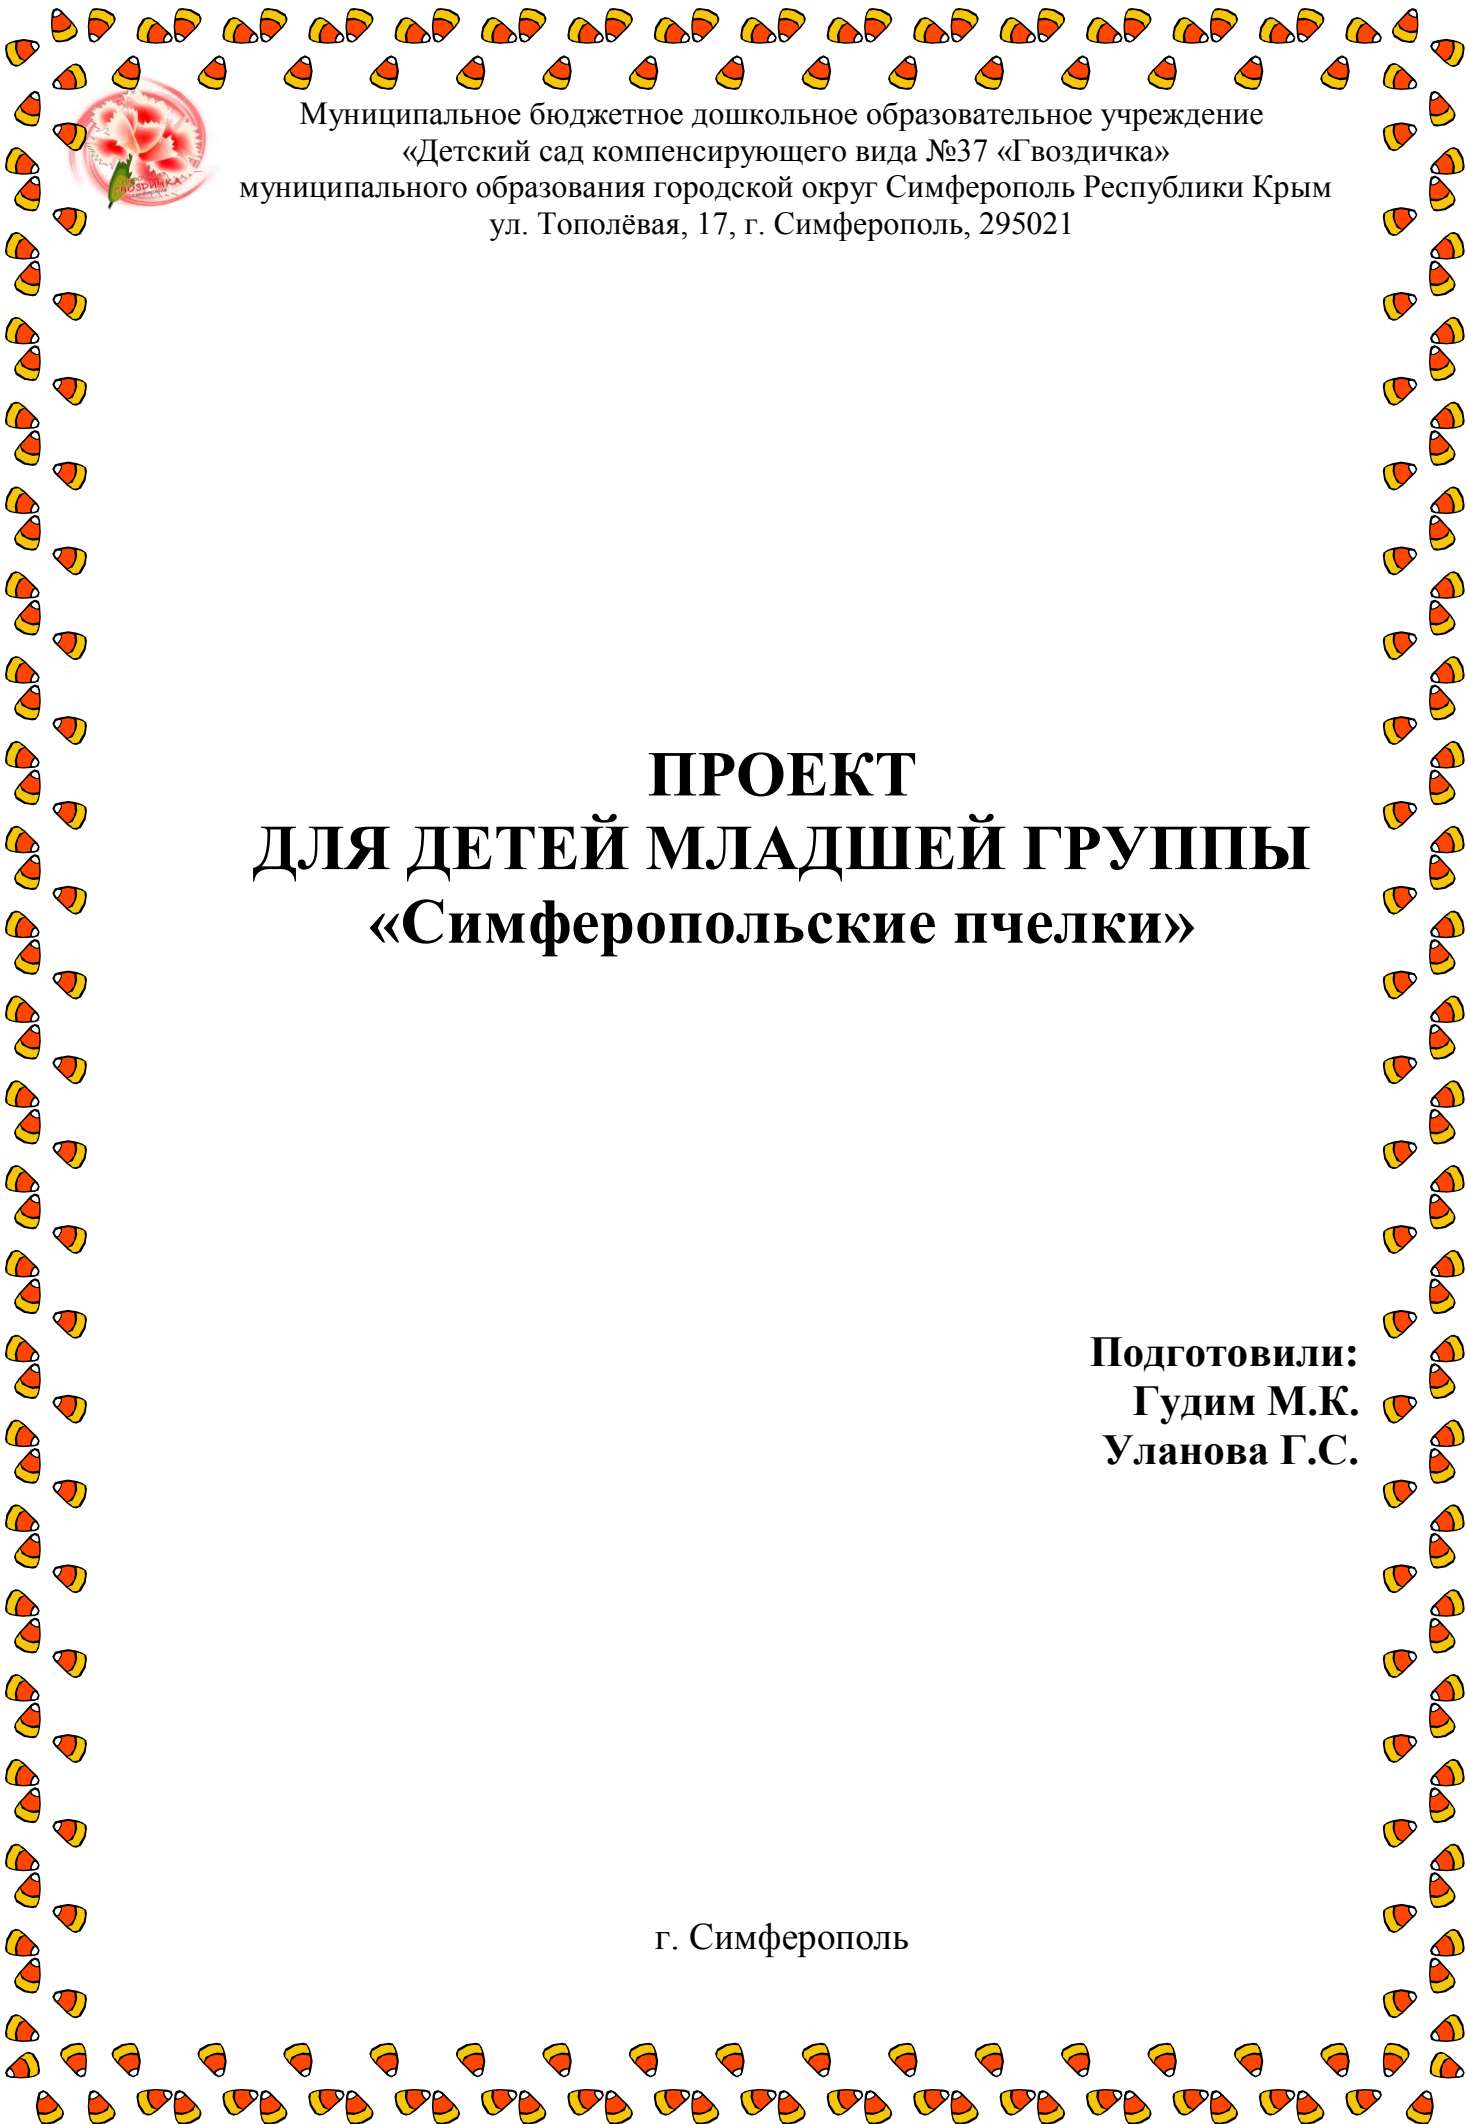 Муниципальное бюджетное дошкольное образовательное учреждение
«Детский сад компенсирующего вида №37 «Гвоздичка»
муниципального образования городской округ Симферополь Республики Крым
ул. Тополёвая, 17, г. Симферополь, 295021
ГВОЗДИЧКА
ПРОЕКТ
ДЛЯ ДЕТЕЙ МЛАДШЕЙ ГРУППЫ
«Симферопольские пчелки»
Подготовили:
Гудим М.К.
Уланова Г.С.
г. Симферополь